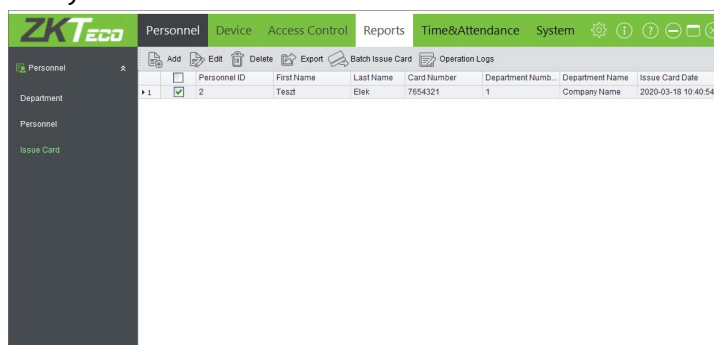 ZKTeco Personnel Device Access Control Reports Time&Attendance System
Personnel
Department
Personnel
Issue Card
Add Edit Delete Export Batch Issue Card Operation Logs
Personnel ID First Name Last Name Card Number Department Numb... Department Name Issue Card Date
1 2 Teszt Elek 7654321 1 Company Name 2020-03-18 10:40:54